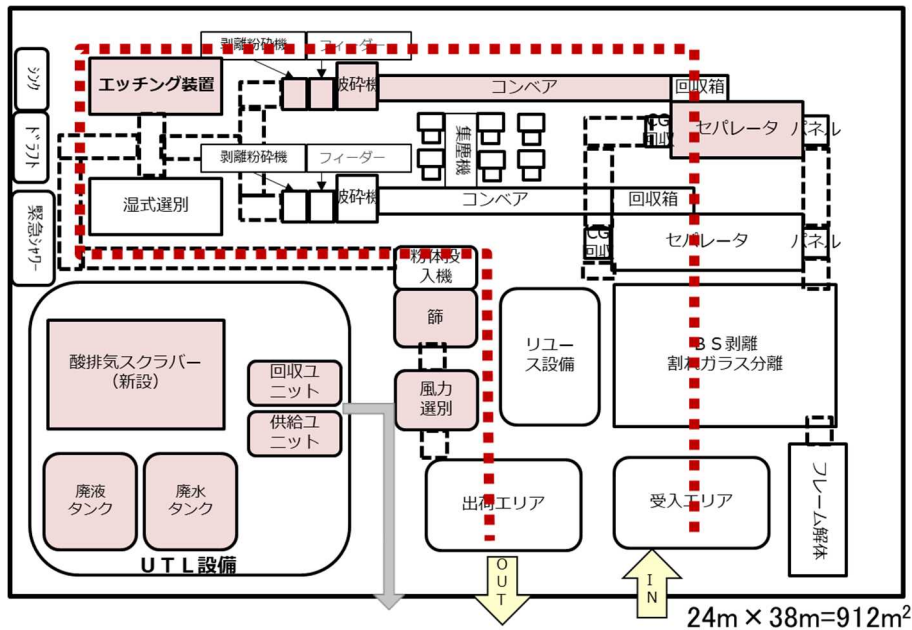 剥離粉砕機
フィーダー
シンク
エッチング装置
破砕機
コンベア
回収箱
CG
回収
セパレータ
パネル
ドラフト
集塵機
剥離粉砕機
フィーダー
緊急シャワー
湿式選別
破砕機
コンベア
回収箱
CG
回収
セパレータ
パネル
粉体投
入機
篩
リユー
ス設備
ＢＳ剥離
割れガラス分離
酸排気スクラバー
（新設）
回収ユ
ニット
供給ユ
ニット
風力
選別
廃液
タンク
廃水
タンク
出荷エリア
受入エリア
フレーム解体
ＵＴＬ設備
OUT
IN
24m×38m=912m²